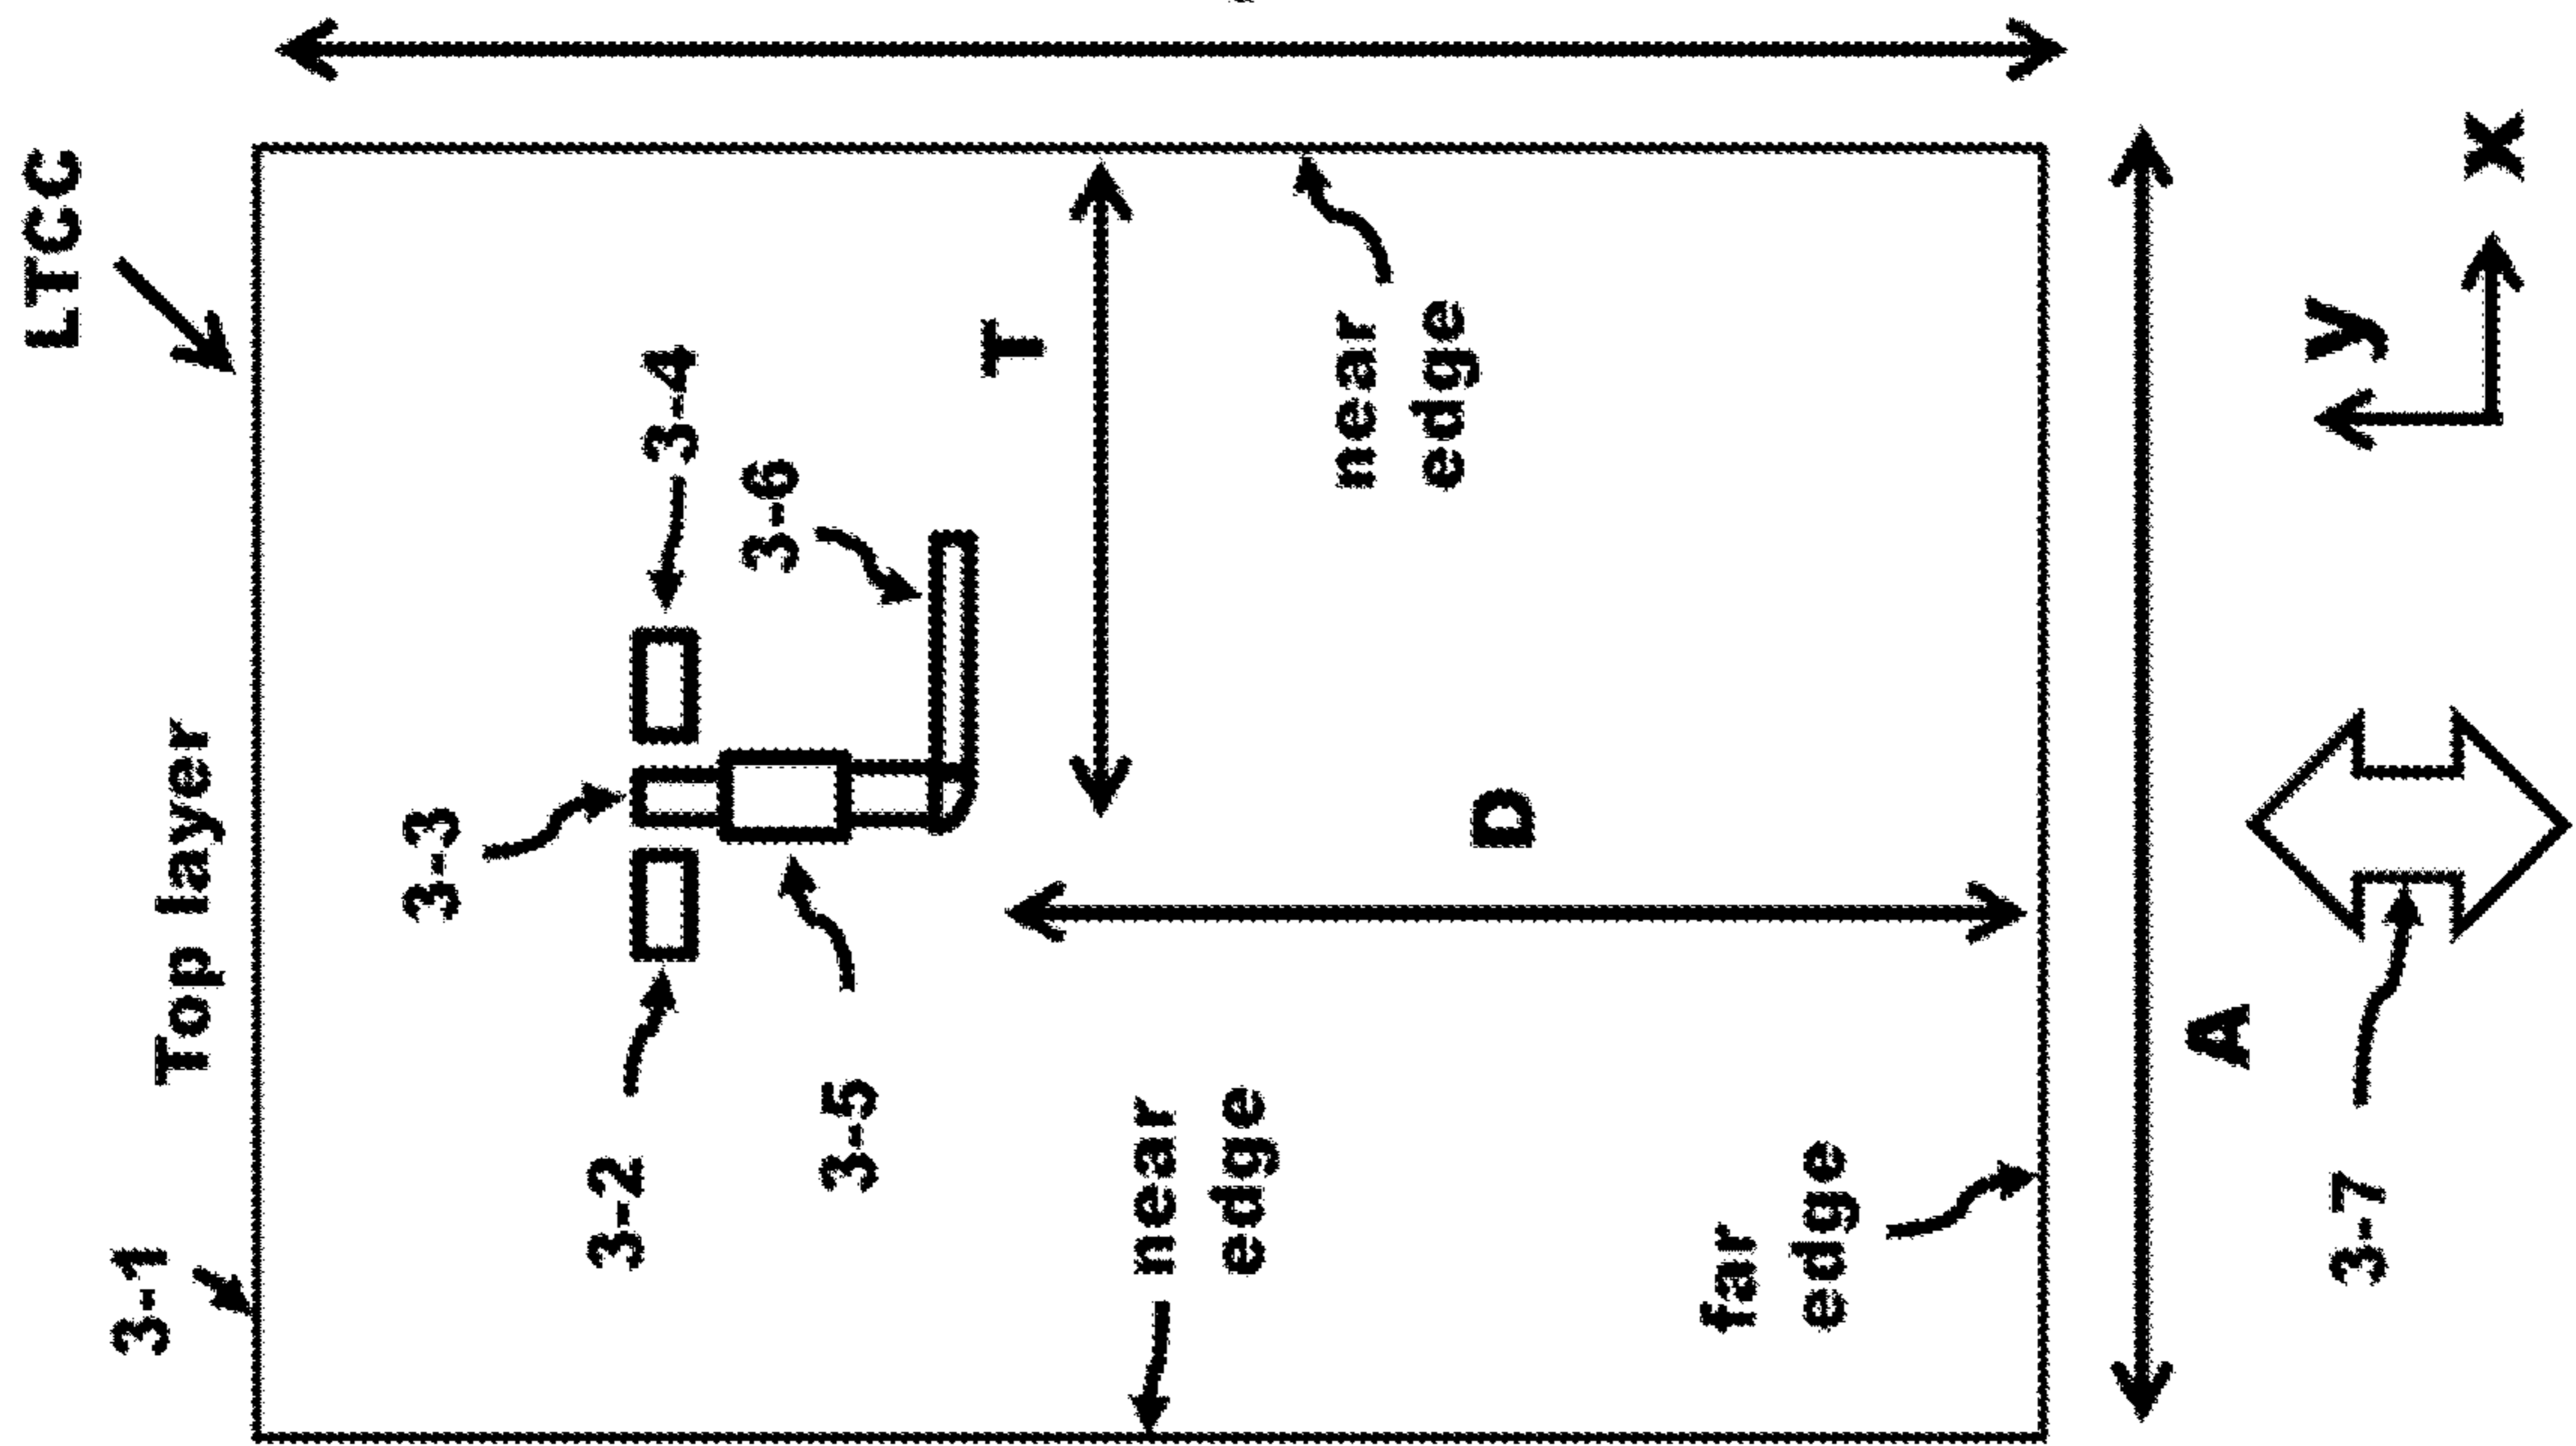 LTCC
3-1
Top layer
3-3
3-2
3-4
3-6
3-5
T
near
edge
near
edge
D
far
edge
A
y
3-7
x